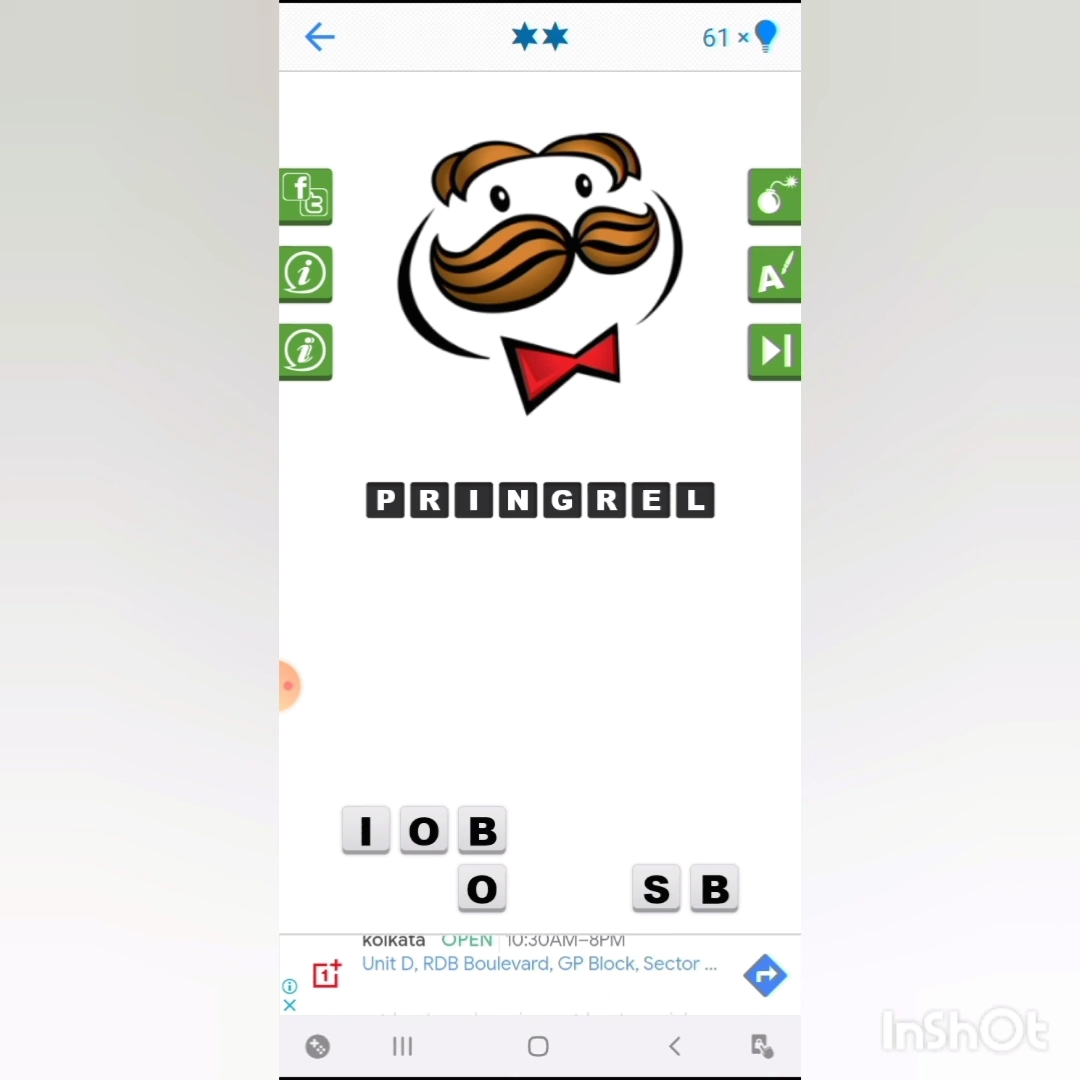 61 ×
PRINGREL
I O B
O S B
kolkata OPEN 10:30AM–8PM
Unit D, RDB Boulevard, GP Block, Sector ...
InShOt